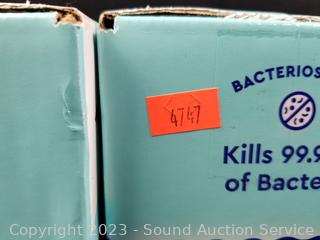 BACTERIOS
4747
Kills 99.9
of Bacte
Copyright 2023 - Sound Auction Service